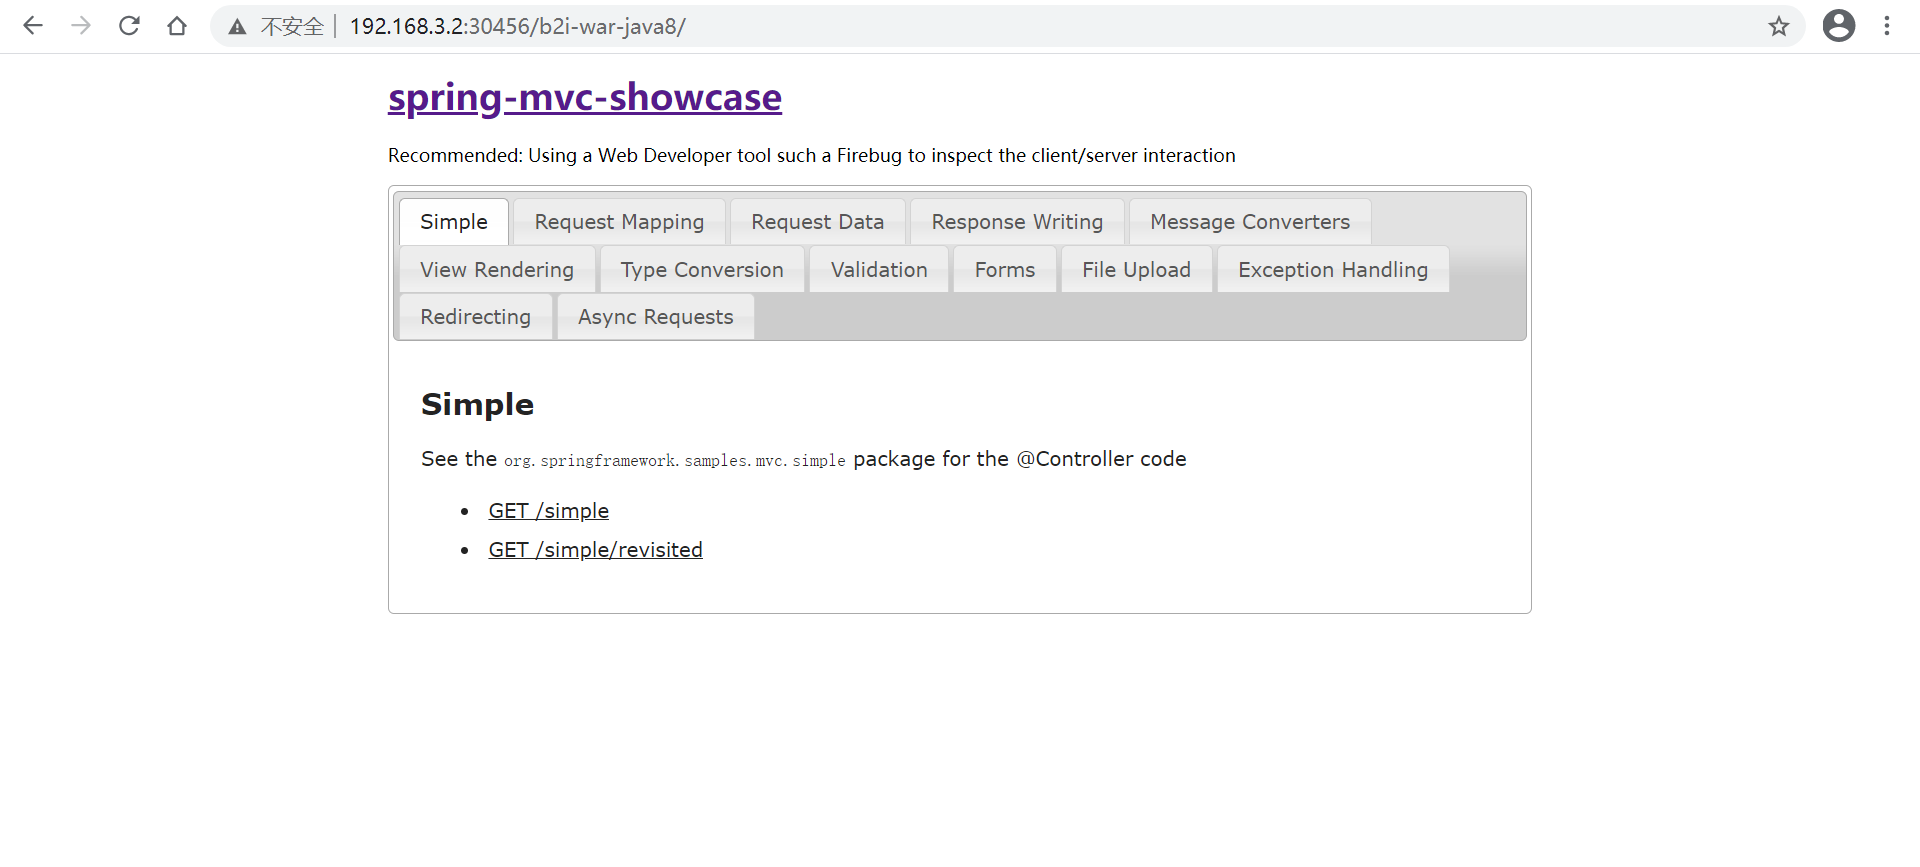 不安全 192.168.3.2:30456/b2i-war-java8/
spring-mvc-showcase
Recommended: Using a Web Developer tool such a Firebug to inspect the client/server interaction
Simple Request Mapping Request Data Response Writing Message Converters
View Rendering Type Conversion Validation Forms File Upload Exception Handling
Redirecting Async Requests
Simple
See the org.springframework.samples.mvc.simple package for the @Controller code
• GET /simple
• GET /simple/revisited